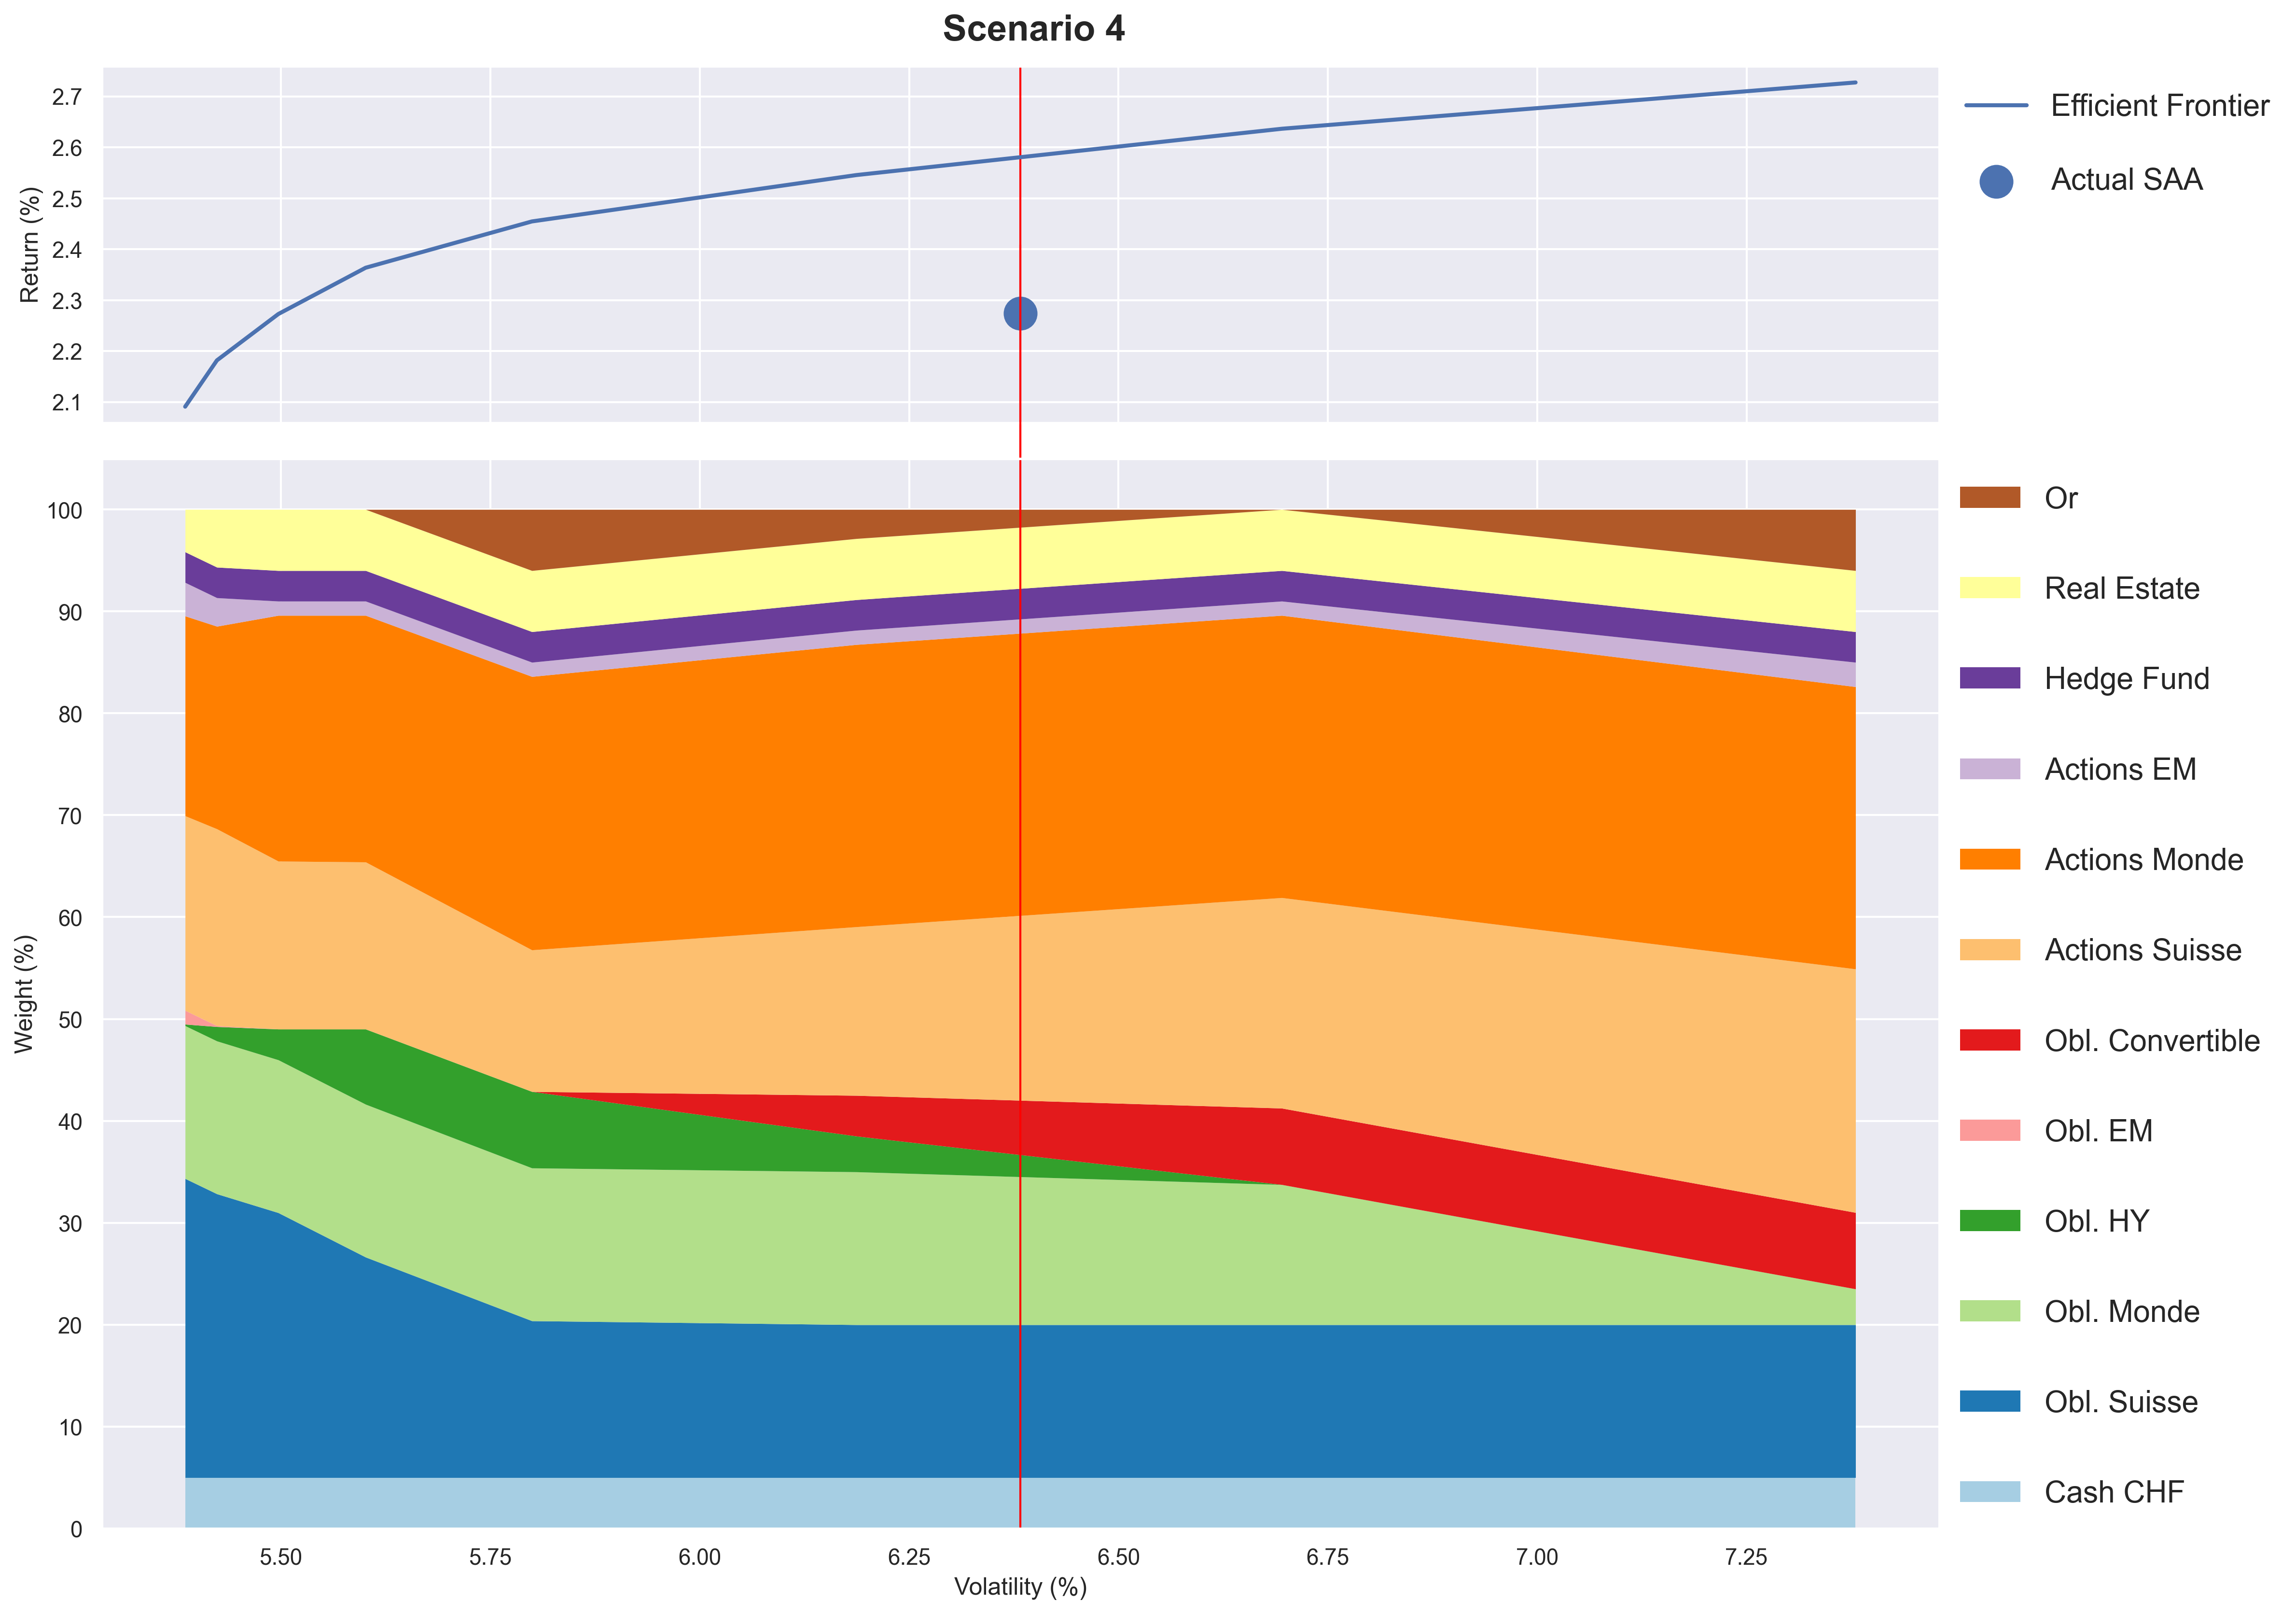 Scenario 4
2.7
2.6
2.5
2.4
2.3
2.2
2.1
Return (%)
Efficient Frontier
Actual SAA
100
90
80
70
60
50
40
30
20
10
0
Weight (%)
Or
Real Estate
Hedge Fund
Actions EM
Actions Monde
Actions Suisse
Obl. Convertible
Obl. EM
Obl. HY
Obl. Monde
Obl. Suisse
Cash CHF
5.50 5.75 6.00 6.25 6.50 6.75 7.00 7.25
Volatility (%)